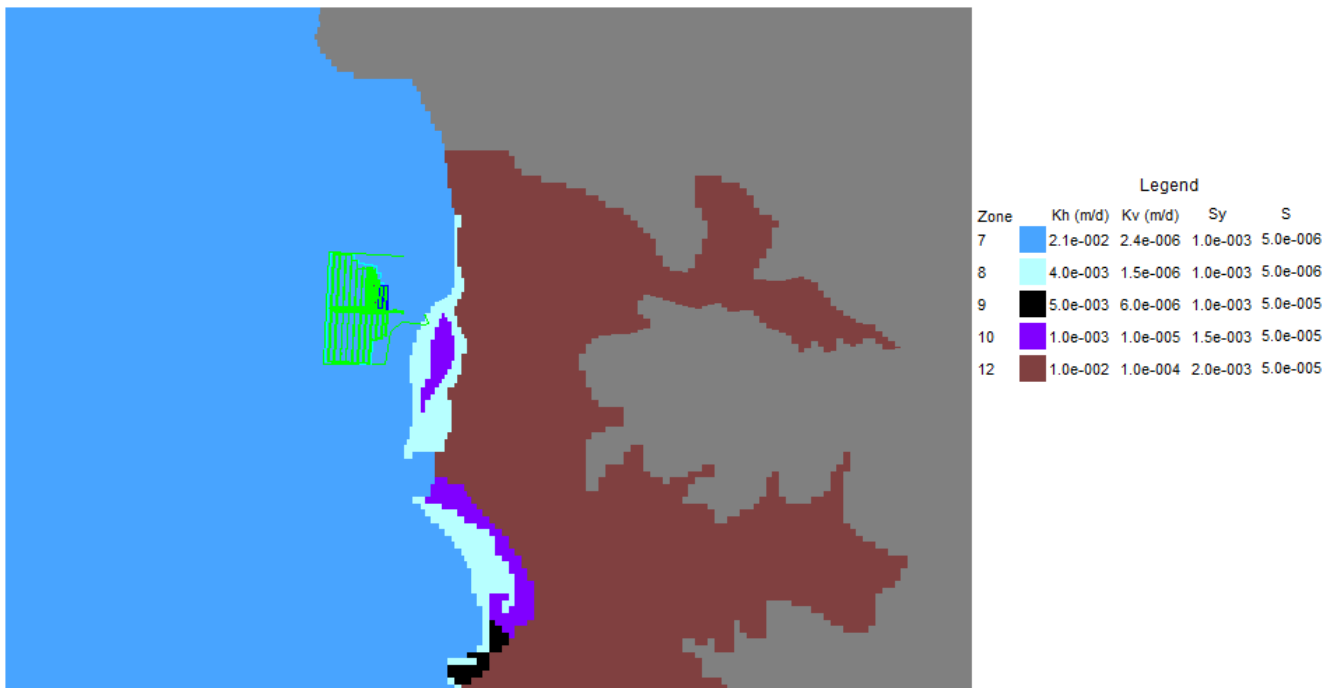 Legend
Zone Kh (m/d) Kv (m/d) Sy S
7 2.1e-002 2.4e-006 1.0e-003 5.0e-006
8 4.0e-003 1.5e-006 1.0e-003 5.0e-006
9 5.0e-003 6.0e-006 1.0e-003 5.0e-005
10 1.0e-003 1.0e-005 1.5e-003 5.0e-005
12 1.0e-002 1.0e-004 2.0e-003 5.0e-005